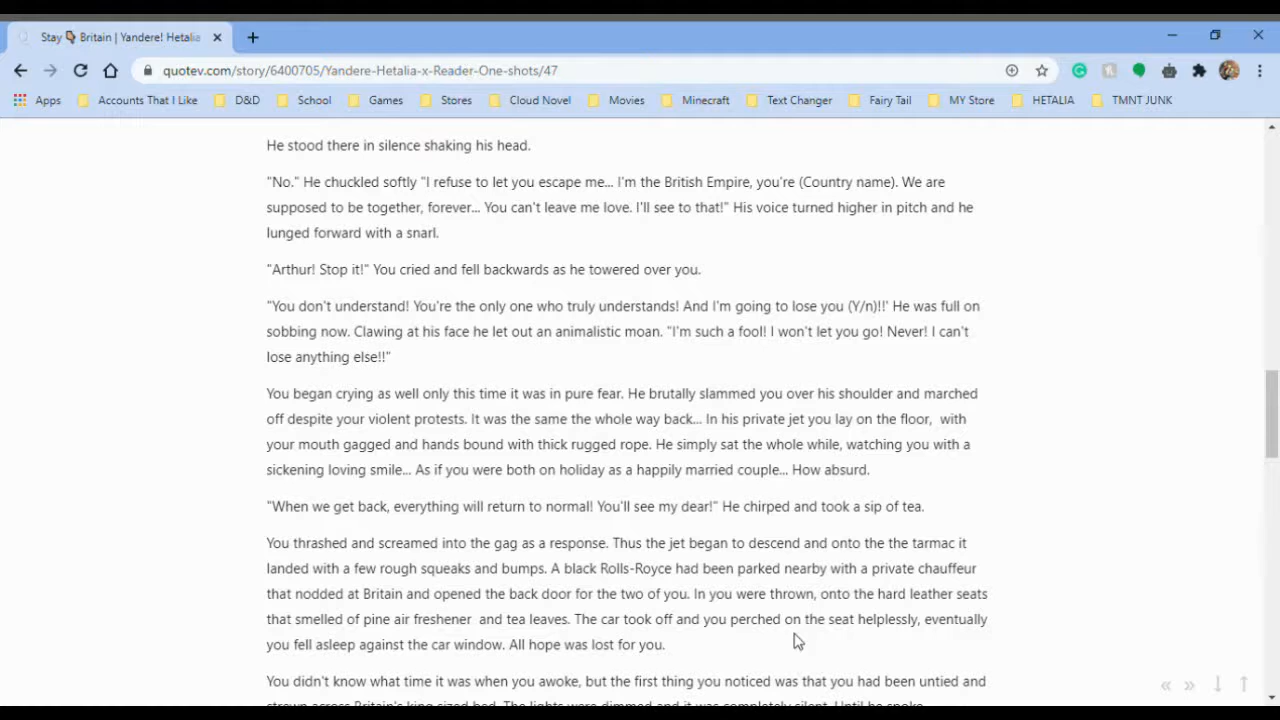 Stay Britain | Yandere! Hetalia
quotev.com/story/6400705/Yandere-Hetalia-x-Reader-One-shots/47
Apps Accounts That I Like D&D School Games Stores Cloud Novel Movies Minecraft Text Changer Fairy Tail MY Store HETALIA TMNT JUNK
He stood there in silence shaking his head.
"No." He chuckled softly "I refuse to let you escape me... I'm the British Empire, you're (Country name). We are
supposed to be together, forever... You can't leave me love. I'll see to that!" His voice turned higher in pitch and he
lunged forward with a snarl.
"Arthur! Stop it!" You cried and fell backwards as he towered over you.
"You don't understand! You're the only one who truly understands! And I'm going to lose you (Y/n)!!' He was full on
sobbing now. Clawing at his face he let out an animalistic moan. "I'm such a fool! I won't let you go! Never! I can't
lose anything else!!"
You began crying as well only this time it was in pure fear. He brutally slammed you over his shoulder and marched
off despite your violent protests. It was the same the whole way back... In his private jet you lay on the floor, with
your mouth gagged and hands bound with thick rugged rope. He simply sat the whole while, watching you with a
sickening loving smile... As if you were both on holiday as a happily married couple... How absurd.
"When we get back, everything will return to normal! You'll see my dear!" He chirped and took a sip of tea.
You thrashed and screamed into the gag as a response. Thus the jet began to descend and onto the the tarmac it
landed with a few rough squeaks and bumps. A black Rolls-Royce had been parked nearby with a private chauffeur
that nodded at Britain and opened the back door for the two of you. In you were thrown, onto the hard leather seats
that smelled of pine air freshener and tea leaves. The car took off and you perched on the seat helplessly, eventually
you fell asleep against the car window. All hope was lost for you.
You didn't know what time it was when you awoke, but the first thing you noticed was that you had been untied and
strewn across Britain's king sized bed. The lights were dimmed and it was completely silent. Until he spoke